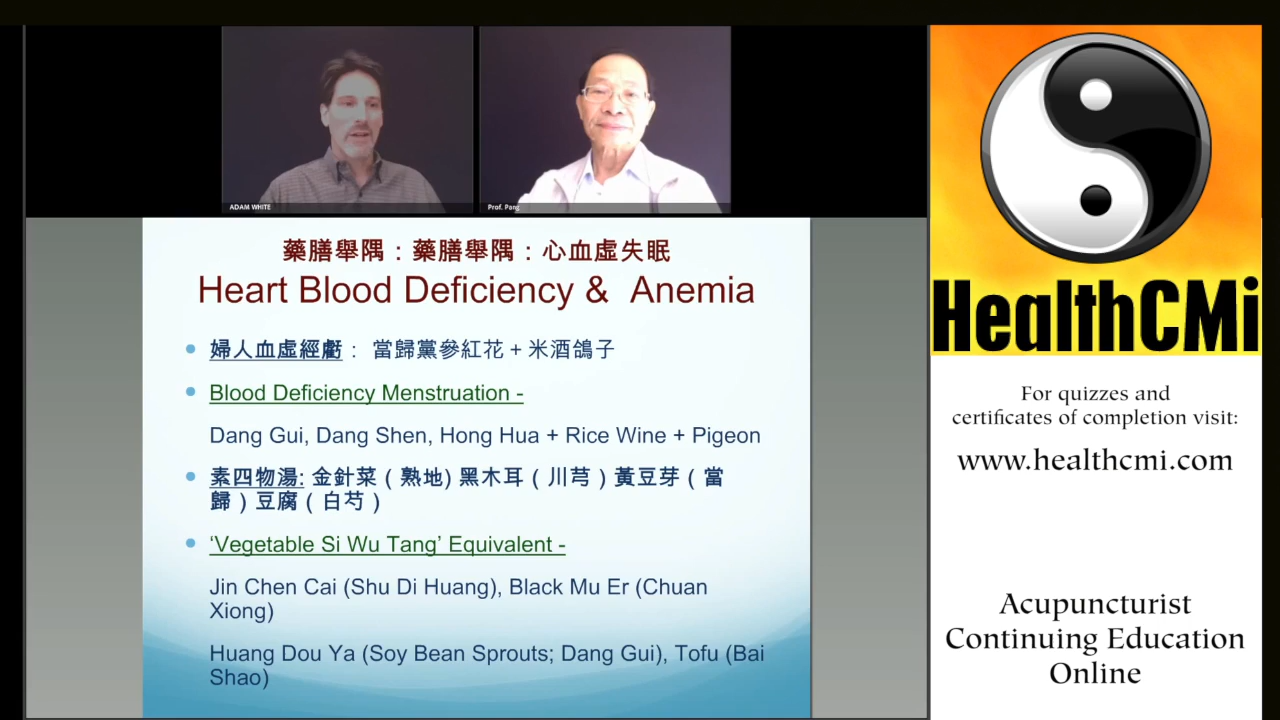 ADAM WHITE
Prof. Pang
藥膳舉隅：藥膳舉隅：心血虛失眠
Heart Blood Deficiency & Anemia
婦人血虛經虧： 當歸黨參紅花 + 米酒鴿子
Blood Deficiency Menstruation -
Dang Gui, Dang Shen, Hong Hua + Rice Wine + Pigeon
素四物湯: 金針菜（熟地) 黑木耳（川芎）黃豆芽（當
歸）豆腐（白芍）
‘Vegetable Si Wu Tang’ Equivalent -
Jin Chen Cai (Shu Di Huang), Black Mu Er (Chuan
Xiong)
Huang Dou Ya (Soy Bean Sprouts; Dang Gui), Tofu (Bai
Shao)
HealthCMi
For quizzes and
certificates of completion visit:
www.healthcmi.com
Acupuncturist
Continuing Education
Online